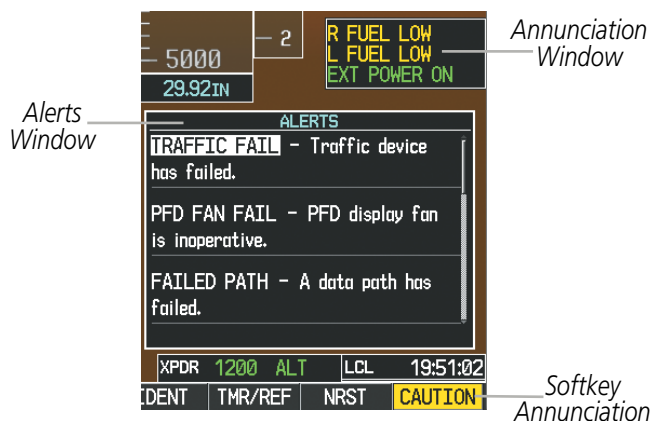 5000
2
29.92IN
R FUEL LOW
L FUEL LOW
EXT POWER ON
Annunciation
Window
Alerts
Window
ALERTS
TRAFFIC FAIL – Traffic device
has failed.
PFD FAN FAIL – PFD display fan
is inoperative.
FAILED PATH – A data path has
failed.
XPDR 1200 ALT LCL 19:51:02
IDENT TMR/REF NRST CAUTION
Softkey
Annunciation